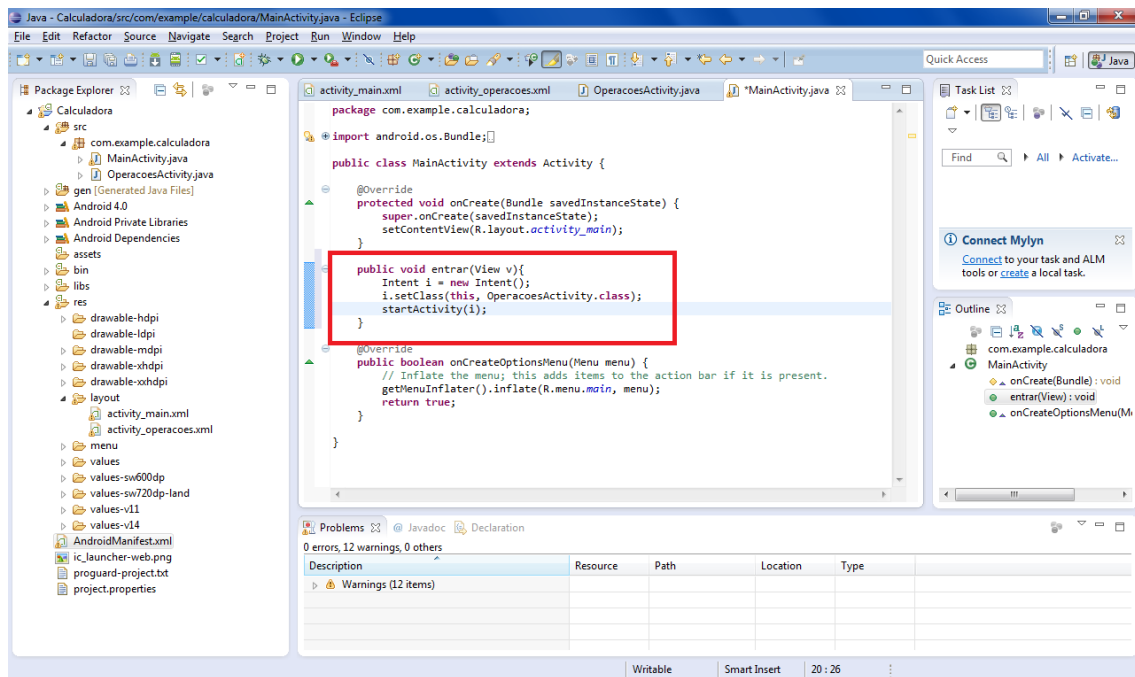 Java - Calculadora/src/com/example/calculadora/MainActivity.java - Eclipse
File Edit Refactor Source Navigate Search Project Run Window Help
Quick Access
Java
Package Explorer
Calculadora
src
com.example.calculadora
MainActivity.java
OperacoesActivity.java
gen [Generated Java Files]
Android 4.0
Android Private Libraries
Android Dependencies
assets
bin
libs
res
drawable-hdpi
drawable-ldpi
drawable-mdpi
drawable-xhdpi
drawable-xxhdpi
layout
activity_main.xml
activity_operacoes.xml
menu
values
values-sw600dp
values-sw720dp-land
values-v11
values-v14
AndroidManifest.xml
ic_launcher-web.png
proguard-project.txt
project.properties
activity_main.xml activity_operacoes.xml OperacoesActivity.java *MainActivity.java
package com.example.calculadora;
import android.os.Bundle;
public class MainActivity extends Activity {
@Override
protected void onCreate(Bundle savedInstanceState) {
super.onCreate(savedInstanceState);
setContentView(R.layout.activity_main);
}
public void entrar(View v){
Intent i = new Intent();
i.setClass(this, OperacoesActivity.class);
startActivity(i);
}
@Override
public boolean onCreateOptionsMenu(Menu menu) {
// Inflate the menu; this adds items to the action bar if it is present.
getMenuInflater().inflate(R.menu.main, menu);
return true;
}
}
Task List
Find All Activate...
Connect Mylyn
Connect to your task and ALM
tools or create a local task.
Outline
com.example.calculadora
MainActivity
onCreate(Bundle) : void
entrar(View) : void
onCreateOptionsMenu(M
Problems @ Javadoc Declaration
0 errors, 12 warnings, 0 others
Description Resource Path Location Type
Warnings (12 items)
Writable Smart Insert 20 : 26